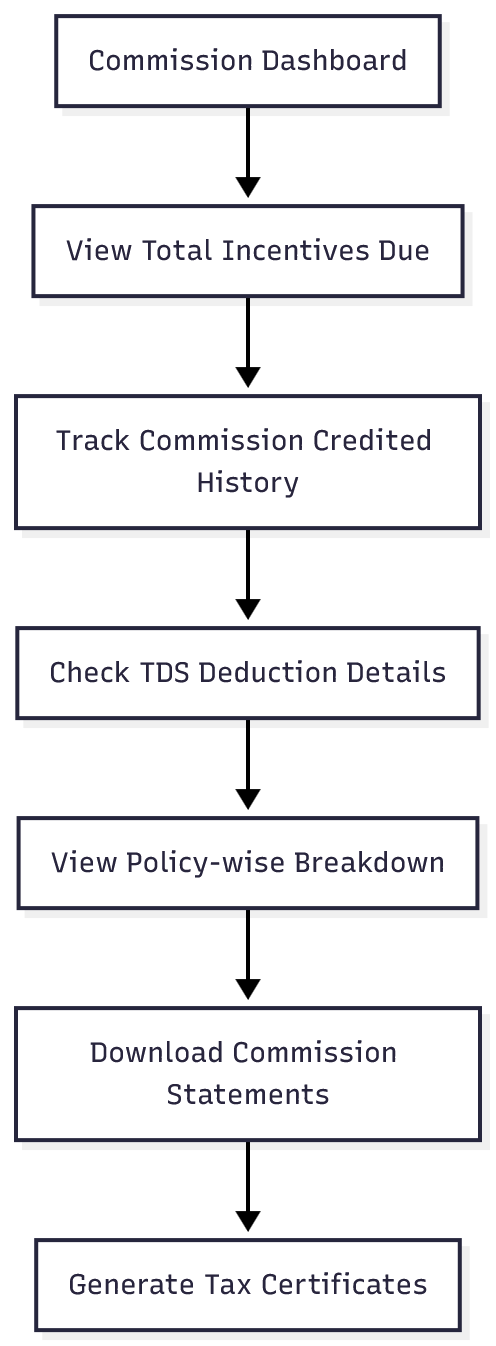 Commission Dashboard
View Total Incentives Due
Track Commission Credited
History
Check TDS Deduction Details
View Policy-wise Breakdown
Download Commission
Statements
Generate Tax Certificates